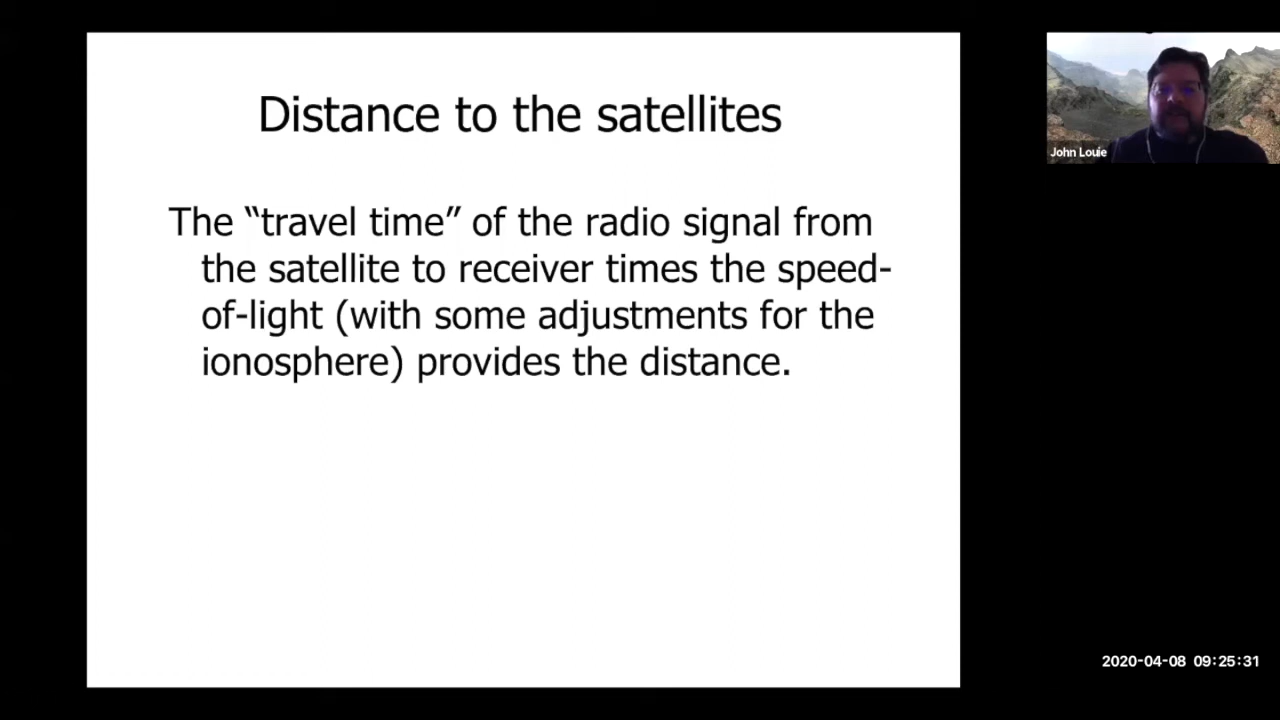 Distance to the satellites
The “travel time” of the radio signal from
the satellite to receiver times the speed-
of-light (with some adjustments for the
ionosphere) provides the distance.
John Louie
2020-04-08 09:25:31